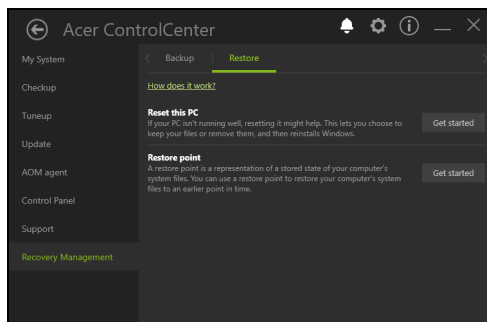 Acer ControlCenter
My System
Checkup
Tuneup
Update
AOM agent
Control Panel
Support
Recovery Management
Backup
Restore
How does it work?
Reset this PC
If your PC isn't running well, resetting it might help. This lets you choose to
keep your files or remove them, and then reinstalls Windows.
Get started
Restore point
A restore point is a representation of a stored state of your computer's
system files. You can use a restore point to restore your computer's system
files to an earlier point in time.
Get started